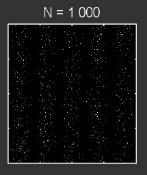 N = 1 000